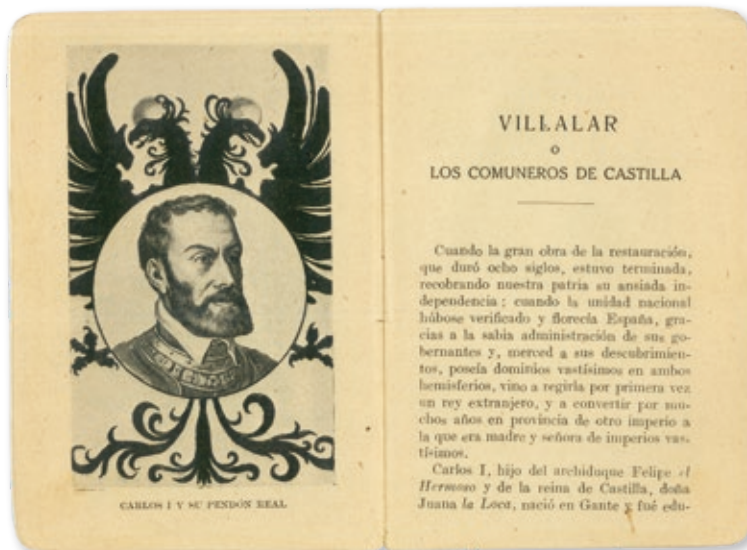 CARLOS I Y SU PENDÓN REAL
VILLALAR
O
LOS COMUNEROS DE CASTILLA
Cuando la gran obra de la restauración,
que duró ocho siglos, estuvo terminada,
recobrando nuestra patria su ansiada in-
dependencia; cuando la unidad nacional
húbose verificado y florecía España, gra-
cias a la sabia administración de sus go-
bernantes y, merced a sus descubrimien-
tos, poseía dominios vastísimos en ambos
hemisferios, vino a regirla por primera vez
un rey extranjero, y a convertir por mu-
chos años en provincia de otro imperio a
la que era madre y señora de imperios vas-
tísimos.
Carlos I, hijo del archiduque Felipe el
Hermoso y de la reina de Castilla, doña
Juana la Loca, nació en Gante y fué edu-